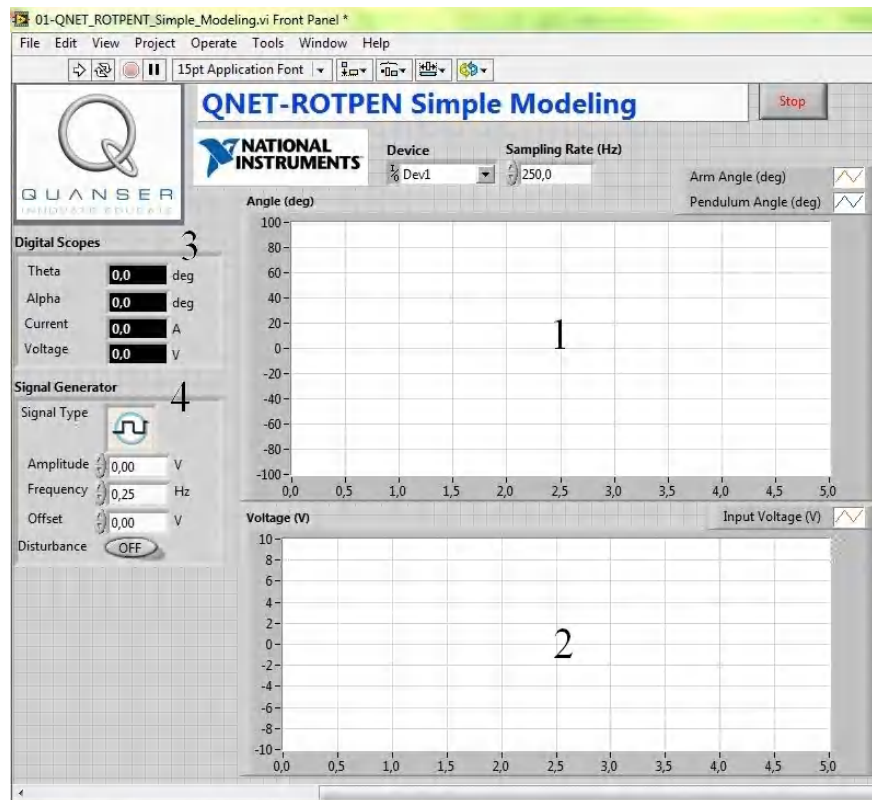 01-QNET_ROTPENT_Simple_Modeling.vi Front Panel *
File Edit View Project Operate Tools Window Help
15pt Application Font
QUANSER
INNOVATE EDUCATE
QNET-ROTPEN Simple Modeling
Stop
NATIONAL INSTRUMENTS
Device
Dev1
Sampling Rate (Hz)
250,0
Arm Angle (deg)
Pendulum Angle (deg)
Digital Scopes
3
Theta 0,0 deg
Alpha 0,0 deg
Current 0,0 A
Voltage 0,0 V
Signal Generator
4
Signal Type
Amplitude 0,00 V
Frequency 0,25 Hz
Offset 0,00 V
Disturbance OFF
Angle (deg)
100
80
60
40
20
0
-20
-40
-60
-80
-100
1
0,0 0,5 1,0 1,5 2,0 2,5 3,0 3,5 4,0 4,5 5,0
Voltage (V)
Input Voltage (V)
10
8
6
4
2
0
-2
-4
-6
-8
-10
2
0,0 0,5 1,0 1,5 2,0 2,5 3,0 3,5 4,0 4,5 5,0